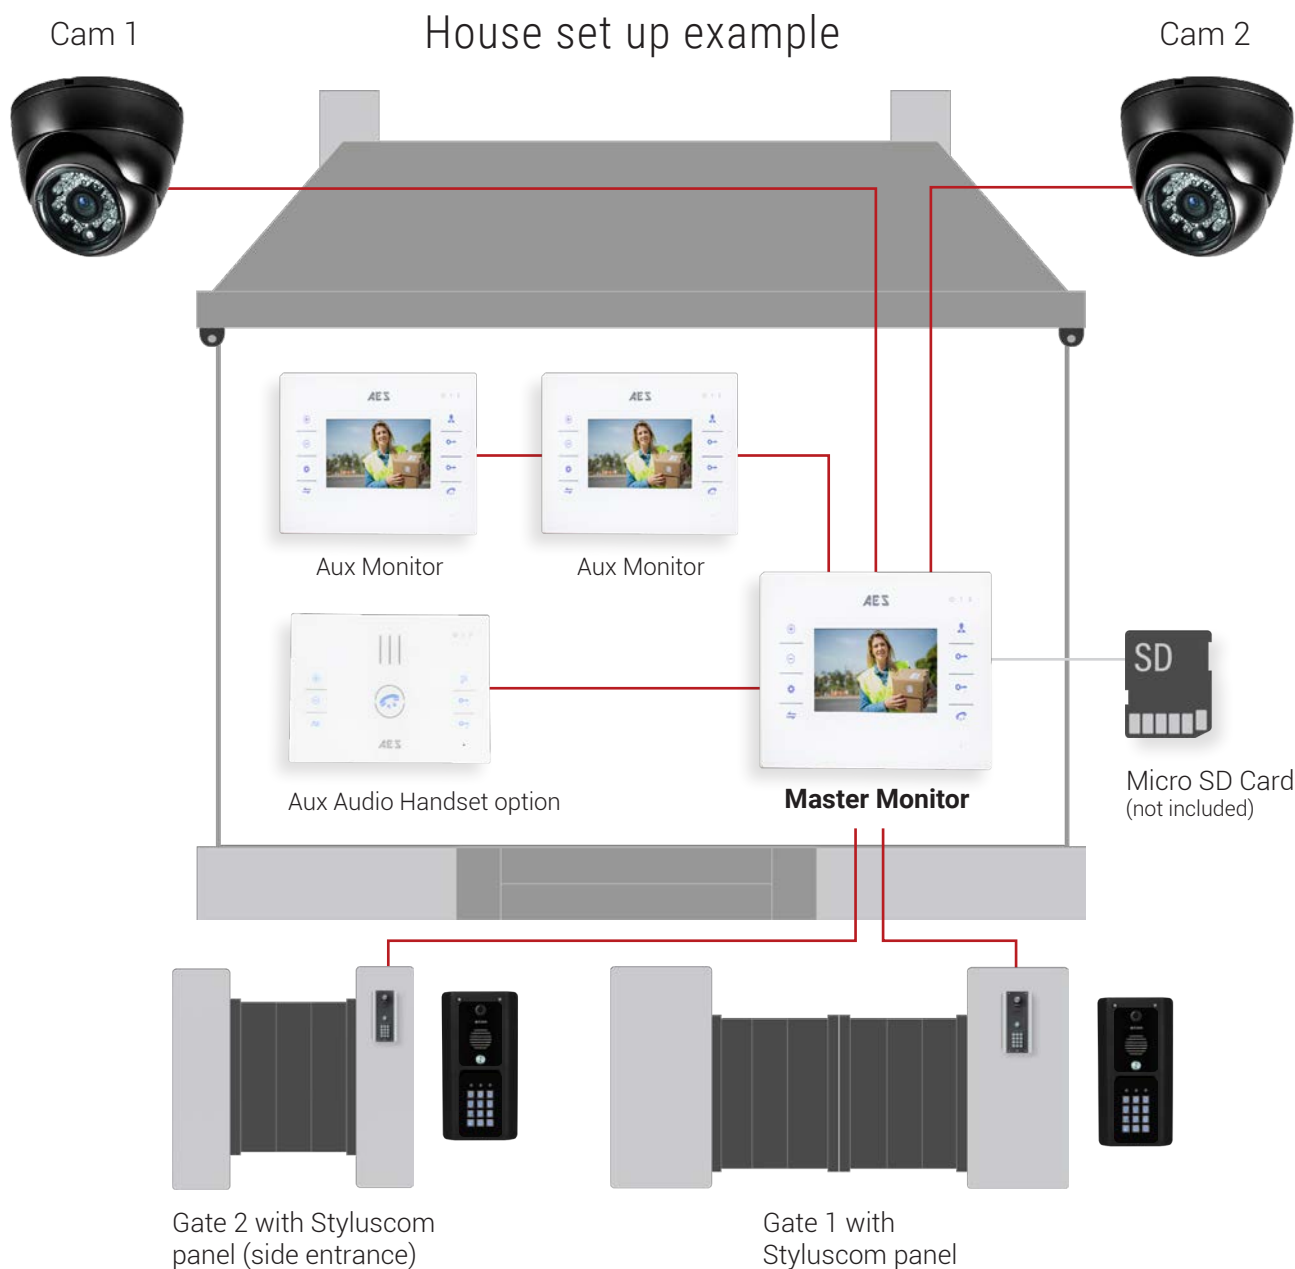 Cam 1
House set up example
Cam 2
AES
AES
Aux Monitor
Aux Monitor
AES
AES
SD
Aux Audio Handset option
Master Monitor
Micro SD Card
(not included)
Gate 2 with Styluscom
panel (side entrance)
Gate 1 with
Styluscom panel